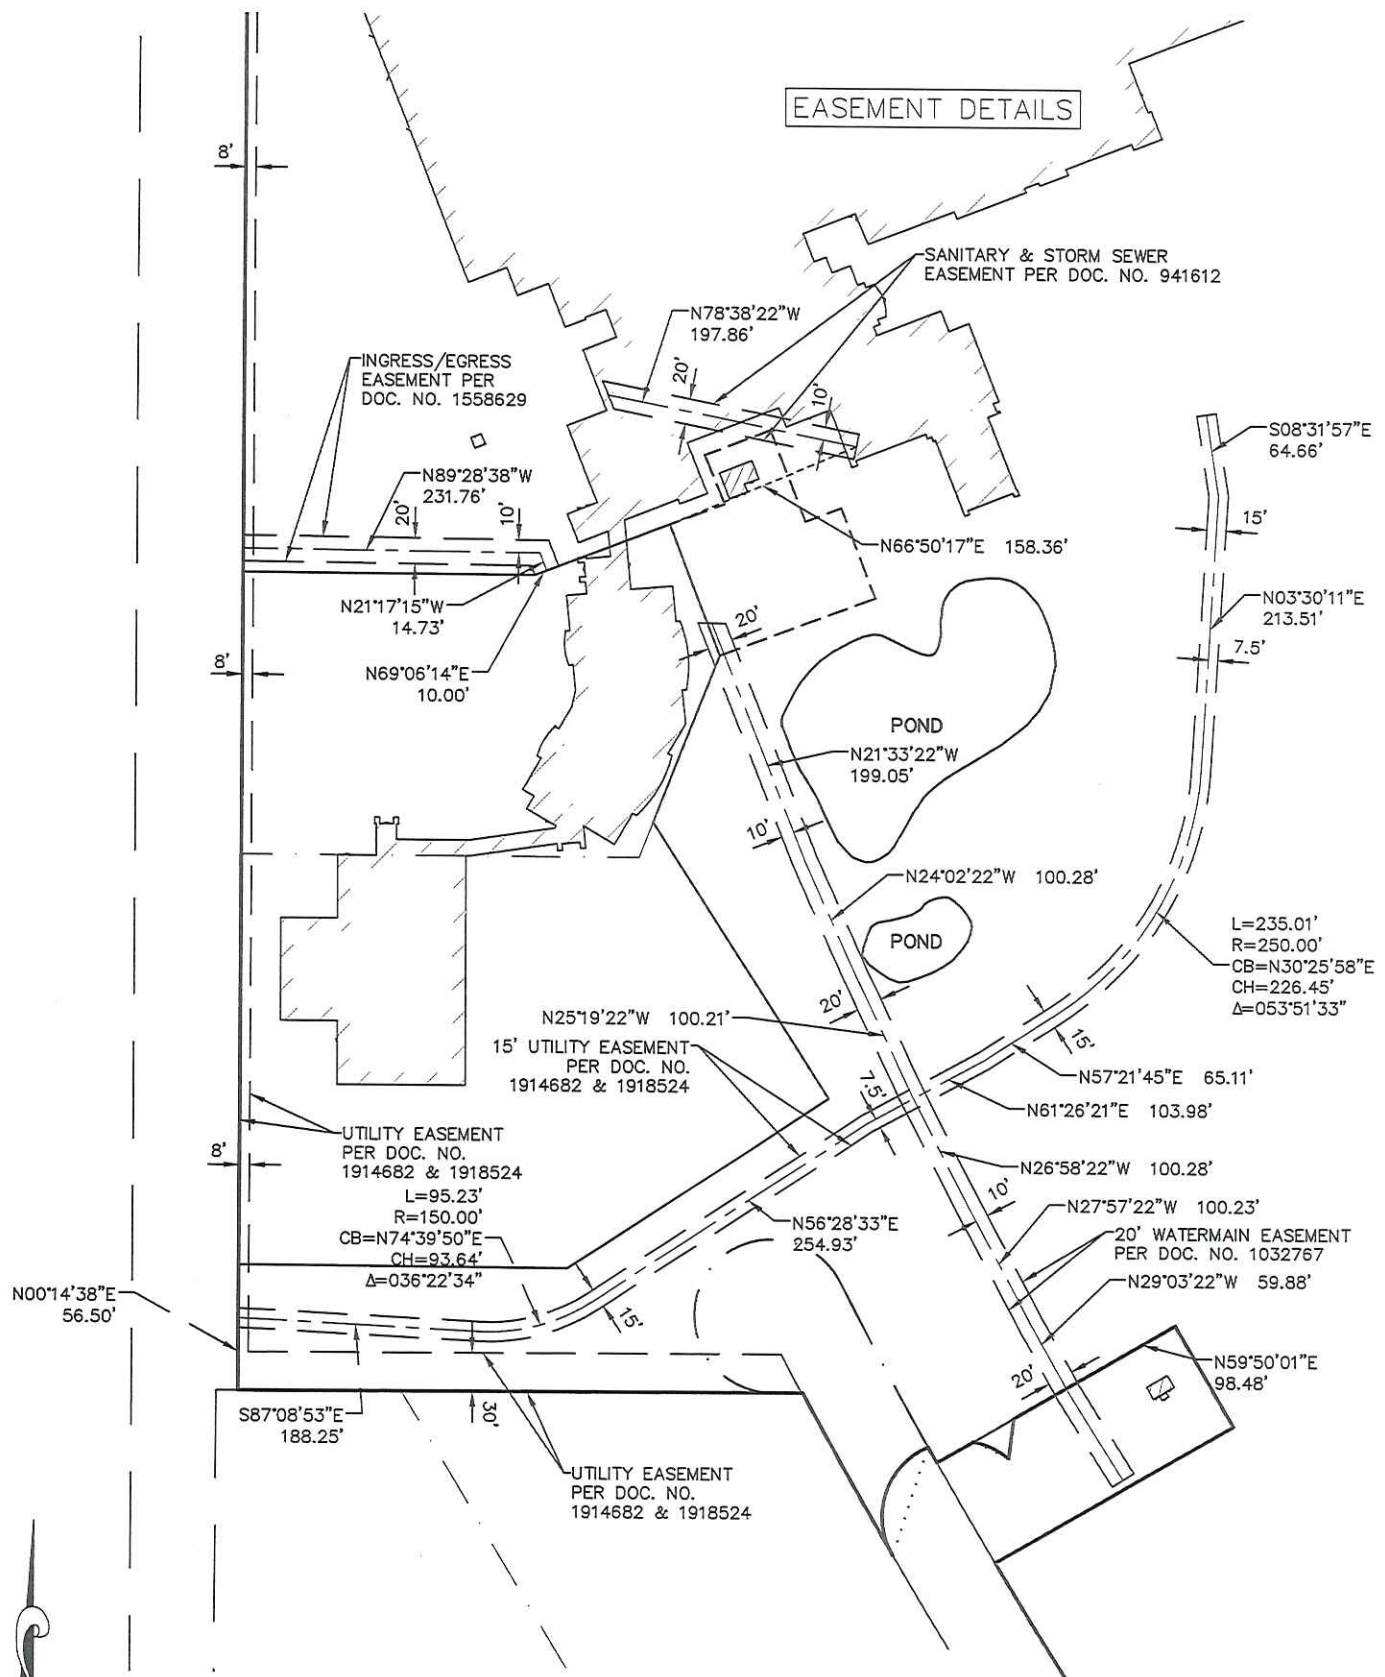 EASEMENT DETAILS
8'
SANITARY & STORM SEWER
EASEMENT PER DOC. NO. 941612
N78°38'22"W
197.86'
20'
10'
INGRESS/EGRESS
EASEMENT PER
DOC. NO. 1558629
N89°28'38"W
231.76'
20'
10'
S08°31'57"E
64.66'
15'
N66°50'17"E 158.36'
N21°17'15"W
14.73'
N03°30'11"E
213.51'
20'
7.5'
8'
N69°06'14"E
10.00'
POND
N21°33'22"W
199.05'
10'
N24°02'22"W 100.28'
POND
L=235.01'
R=250.00'
CB=N30°25'58"E
CH=226.45'
Δ=053°51'33"
20'
N25°19'22"W 100.21'
15' UTILITY EASEMENT
PER DOC. NO.
1914682 & 1918524
15'
7.5'
N57°21'45"E 65.11'
N61°26'21"E 103.98'
UTILITY EASEMENT
PER DOC. NO.
1914682 & 1918524
8'
N26°58'22"W 100.28'
L=95.23'
R=150.00'
CB=N74°39'50"E
CH=93.64'
Δ=036°22'34"
10'
N27°57'22"W 100.23'
N56°28'33"E
254.93'
20' WATERMAIN EASEMENT
PER DOC. NO. 1032767
N29°03'22"W 59.88'
N00°14'38"E
56.50'
15'
N59°50'01"E
98.48'
20'
S87°08'53"E
188.25'
30'
UTILITY EASEMENT
PER DOC. NO.
1914682 & 1918524